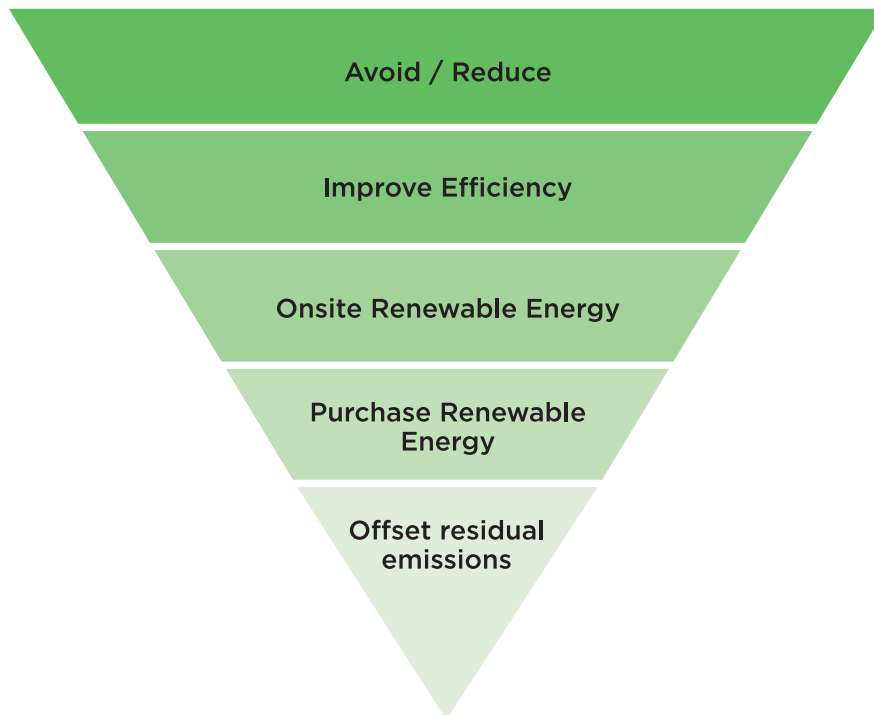 Avoid / Reduce
Improve Efficiency
Onsite Renewable Energy
Purchase Renewable
Energy
Offset residual
emissions